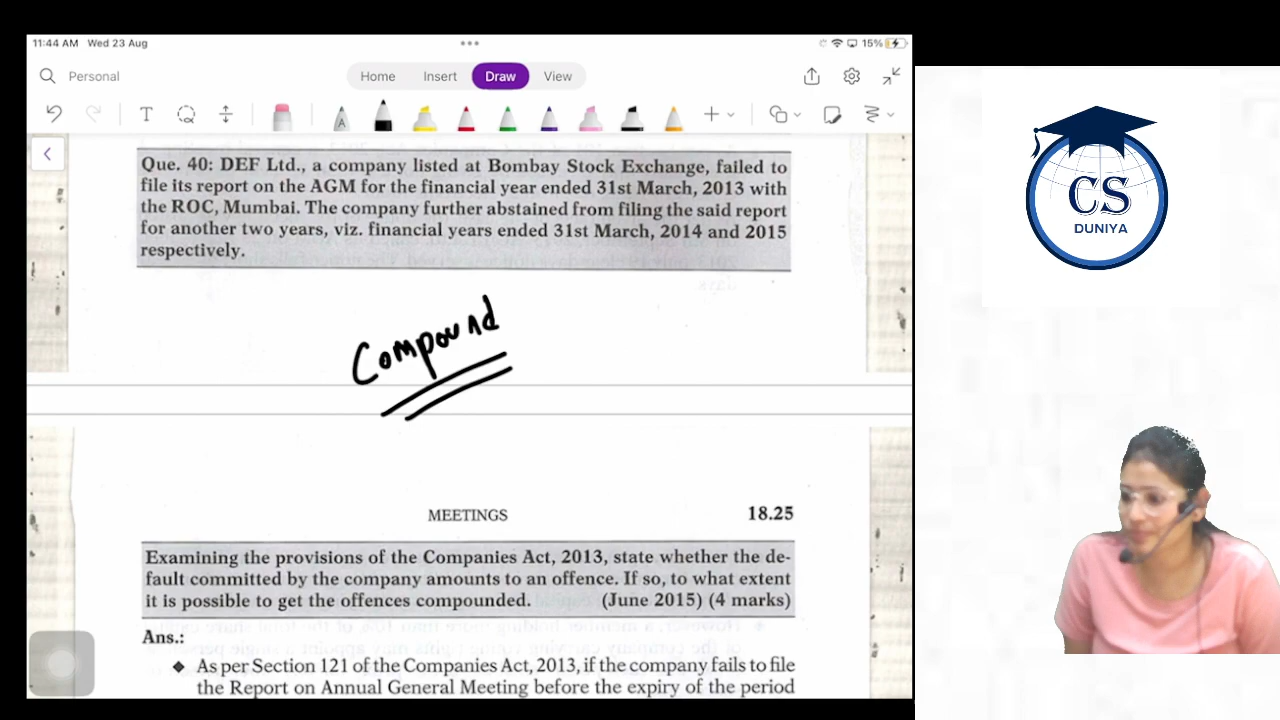 11:44 AM Wed 23 Aug
15%
Personal
Home Insert Draw View
T
A
Que. 40: DEF Ltd., a company listed at Bombay Stock Exchange, failed to
file its report on the AGM for the financial year ended 31st March, 2013 with
the ROC, Mumbai. The company further abstained from filing the said report
for another two years, viz. financial years ended 31st March, 2014 and 2015
respectively.
Compound
MEETINGS 18.25
Examining the provisions of the Companies Act, 2013, state whether the de-
fault committed by the company amounts to an offence. If so, to what extent
it is possible to get the offences compounded. (June 2015) (4 marks)
Ans.:
❖ As per Section 121 of the Companies Act, 2013, if the company fails to file
the Report on Annual General Meeting before the expiry of the period
CS
DUNIYA